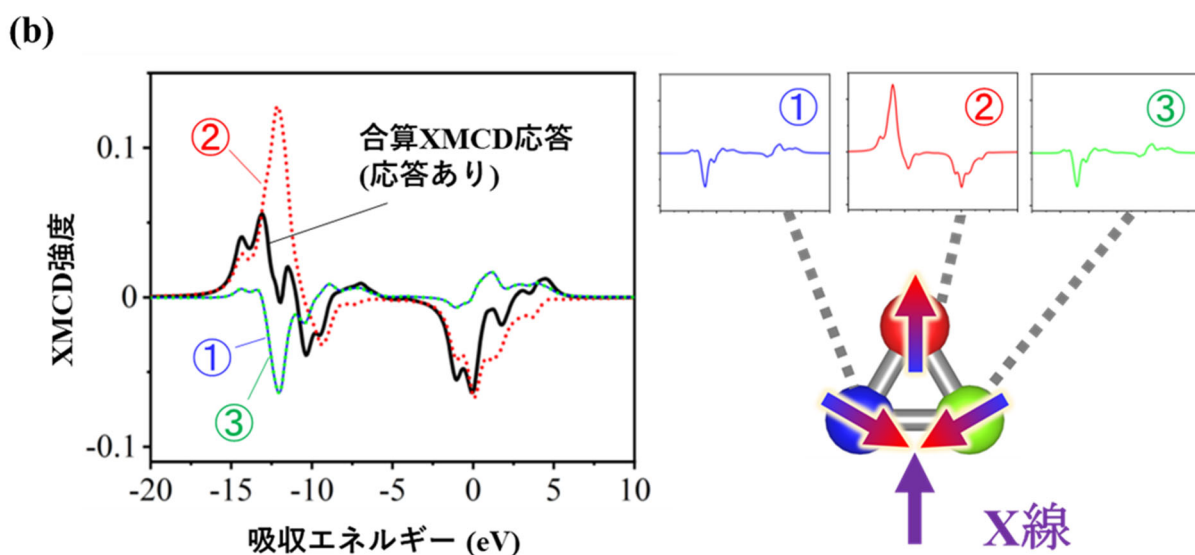 (b)
XMCD強度
0.1
0
-0.1
②
合算XMCD応答
(応答あり)
①
③
-20
-15
-10
-5
0
5
10
吸収エネルギー (eV)
①
②
③
X線